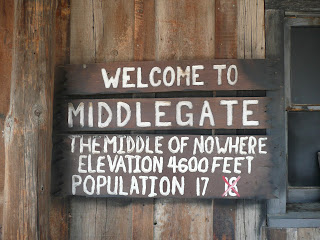 WELCOME TO
MIDDLEGATE
THE MIDDLE OF NOWHERE
ELEVATION 4600 FEET
POPULATION 17 18